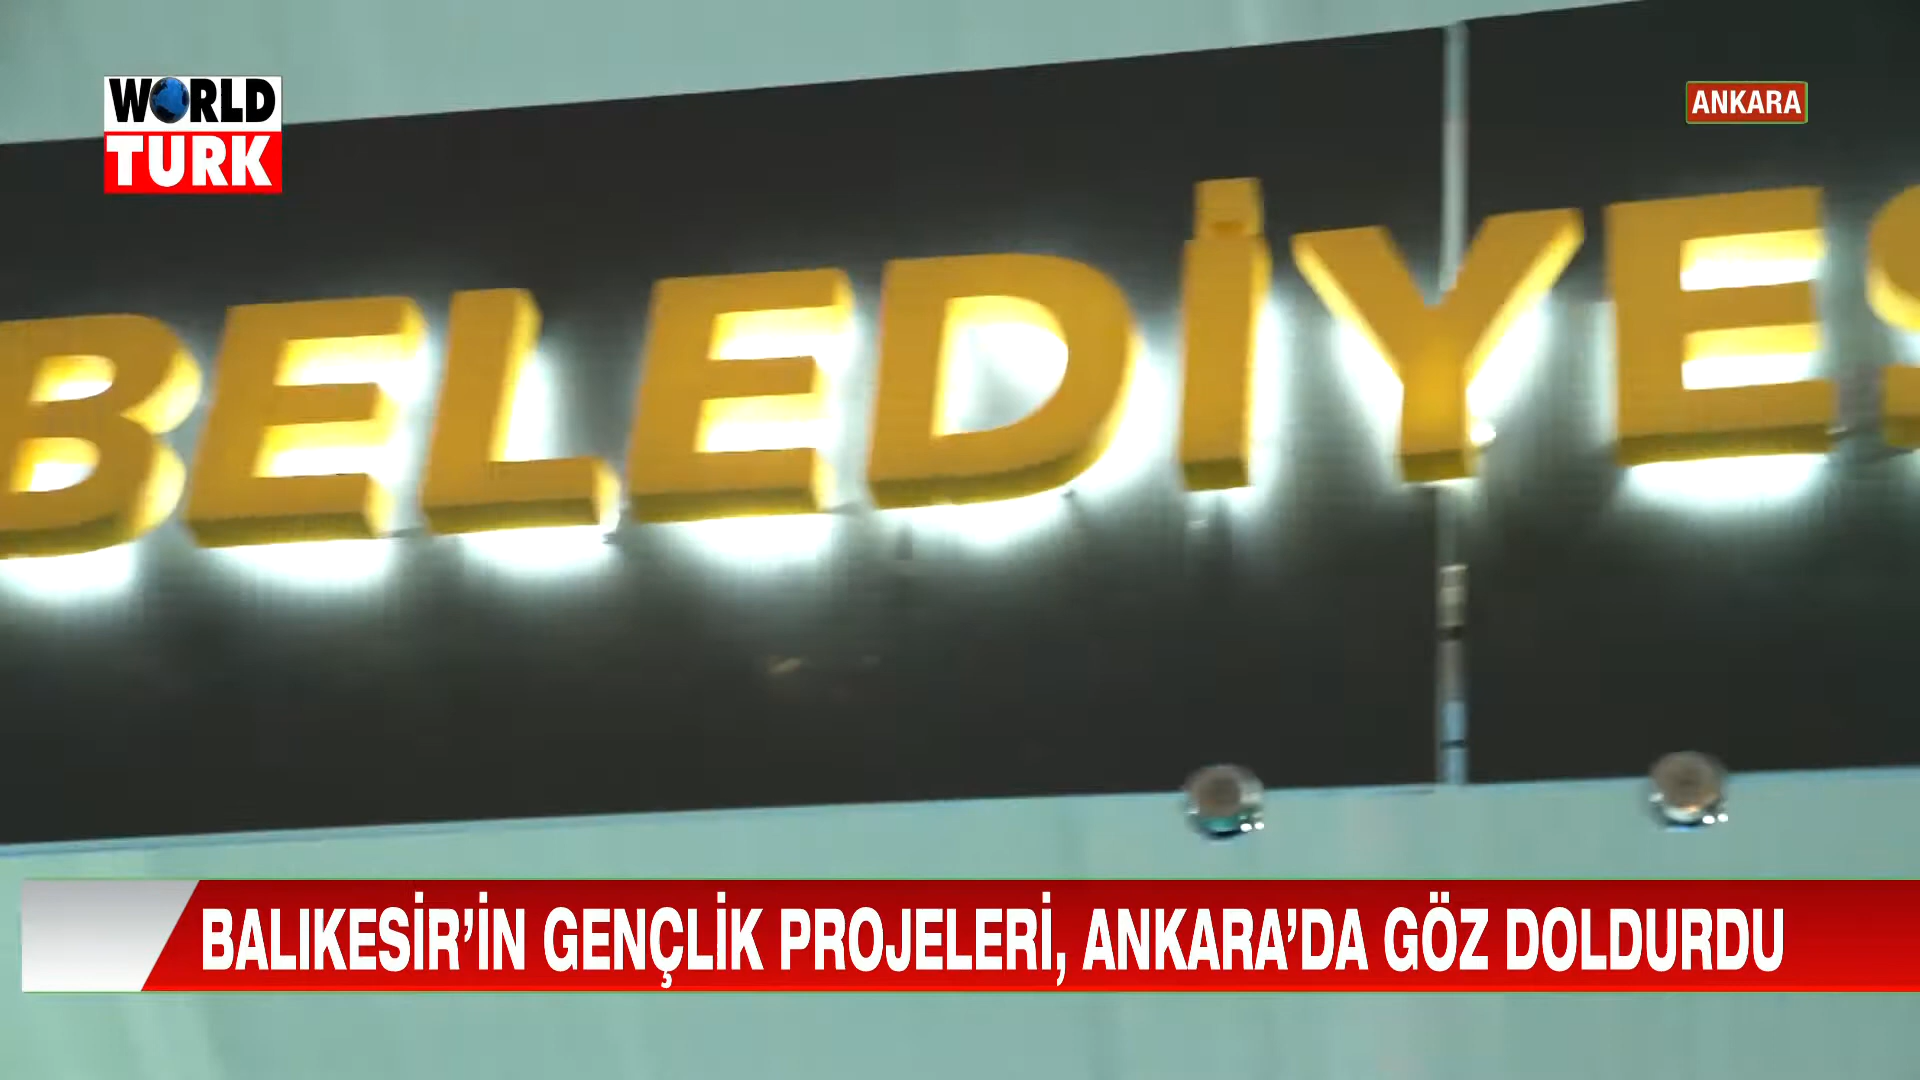 WORLD
TURK
ANKARA
BELEDİYES
BALIKESİR’İN GENÇLİK PROJELERİ, ANKARA’DA GÖZ DOLDURDU